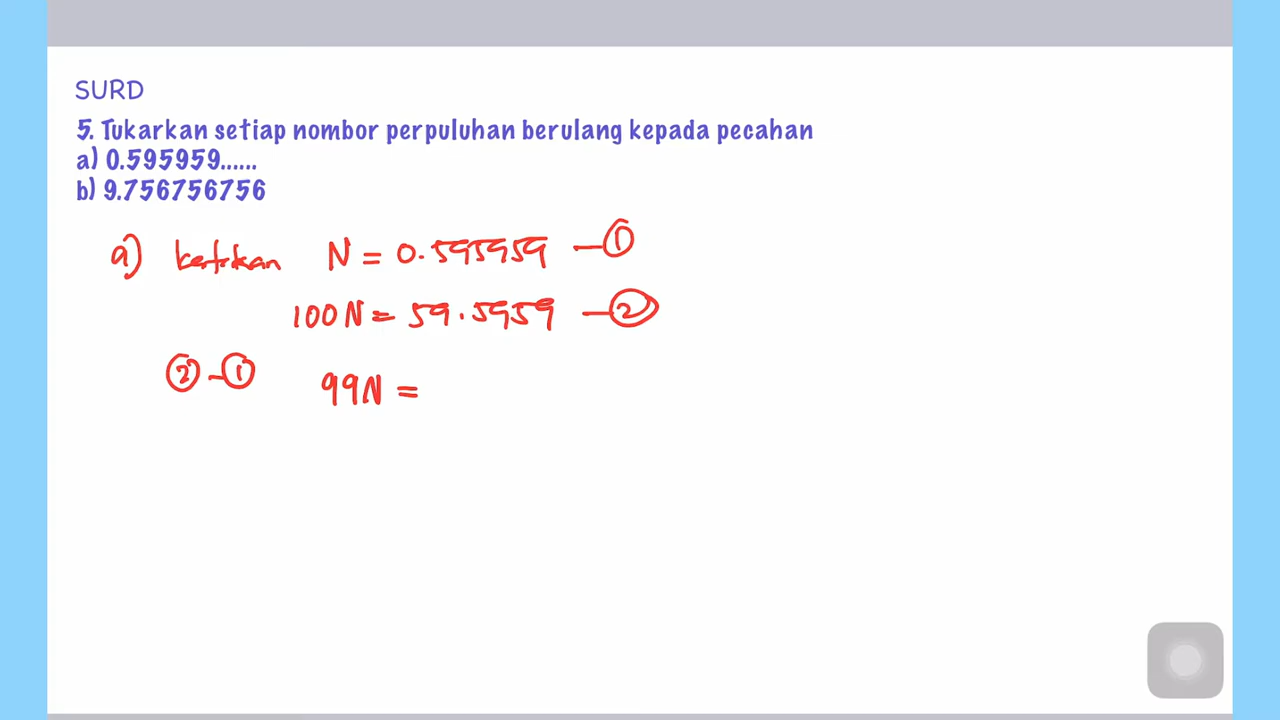 SURD
5. Tukarkan setiap nombor perpuluhan berulang kepada pecahan
a) 0.595959......
b) 9.756756756
a) katakan N = 0.595959 — ①
100N = 59.5959 — ②
② - ① 99N =